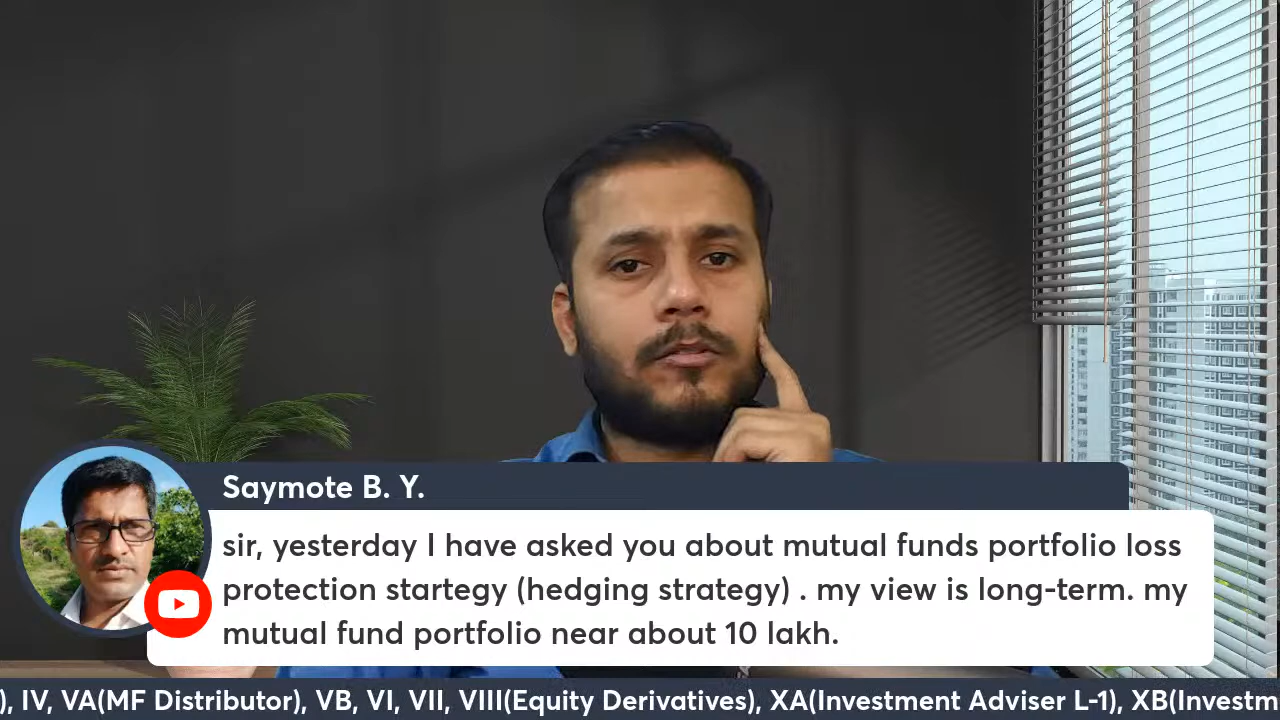 Saymote B. Y.
sir, yesterday I have asked you about mutual funds portfolio loss
protection startegy (hedging strategy) . my view is long-term. my
mutual fund portfolio near about 10 lakh.
), IV, VA(MF Distributor), VB, VI, VII, VIII(Equity Derivatives), XA(Investment Adviser L-1), XB(Investm